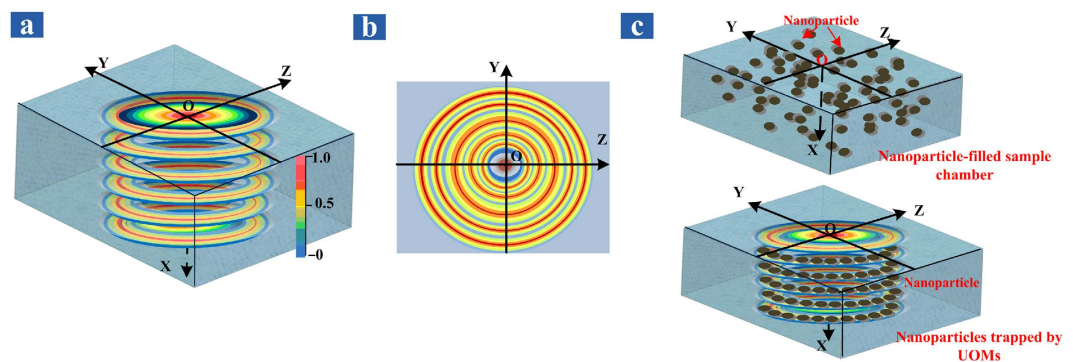 a
Y
Z
O
1.0
0.5
0
X
b
Y
Z
O
c
Nanoparticle
Y
Z
O
X
Nanoparticle-filled sample
chamber
Y
Z
O
Nanoparticle
X
Nanoparticles trapped by
UOMs